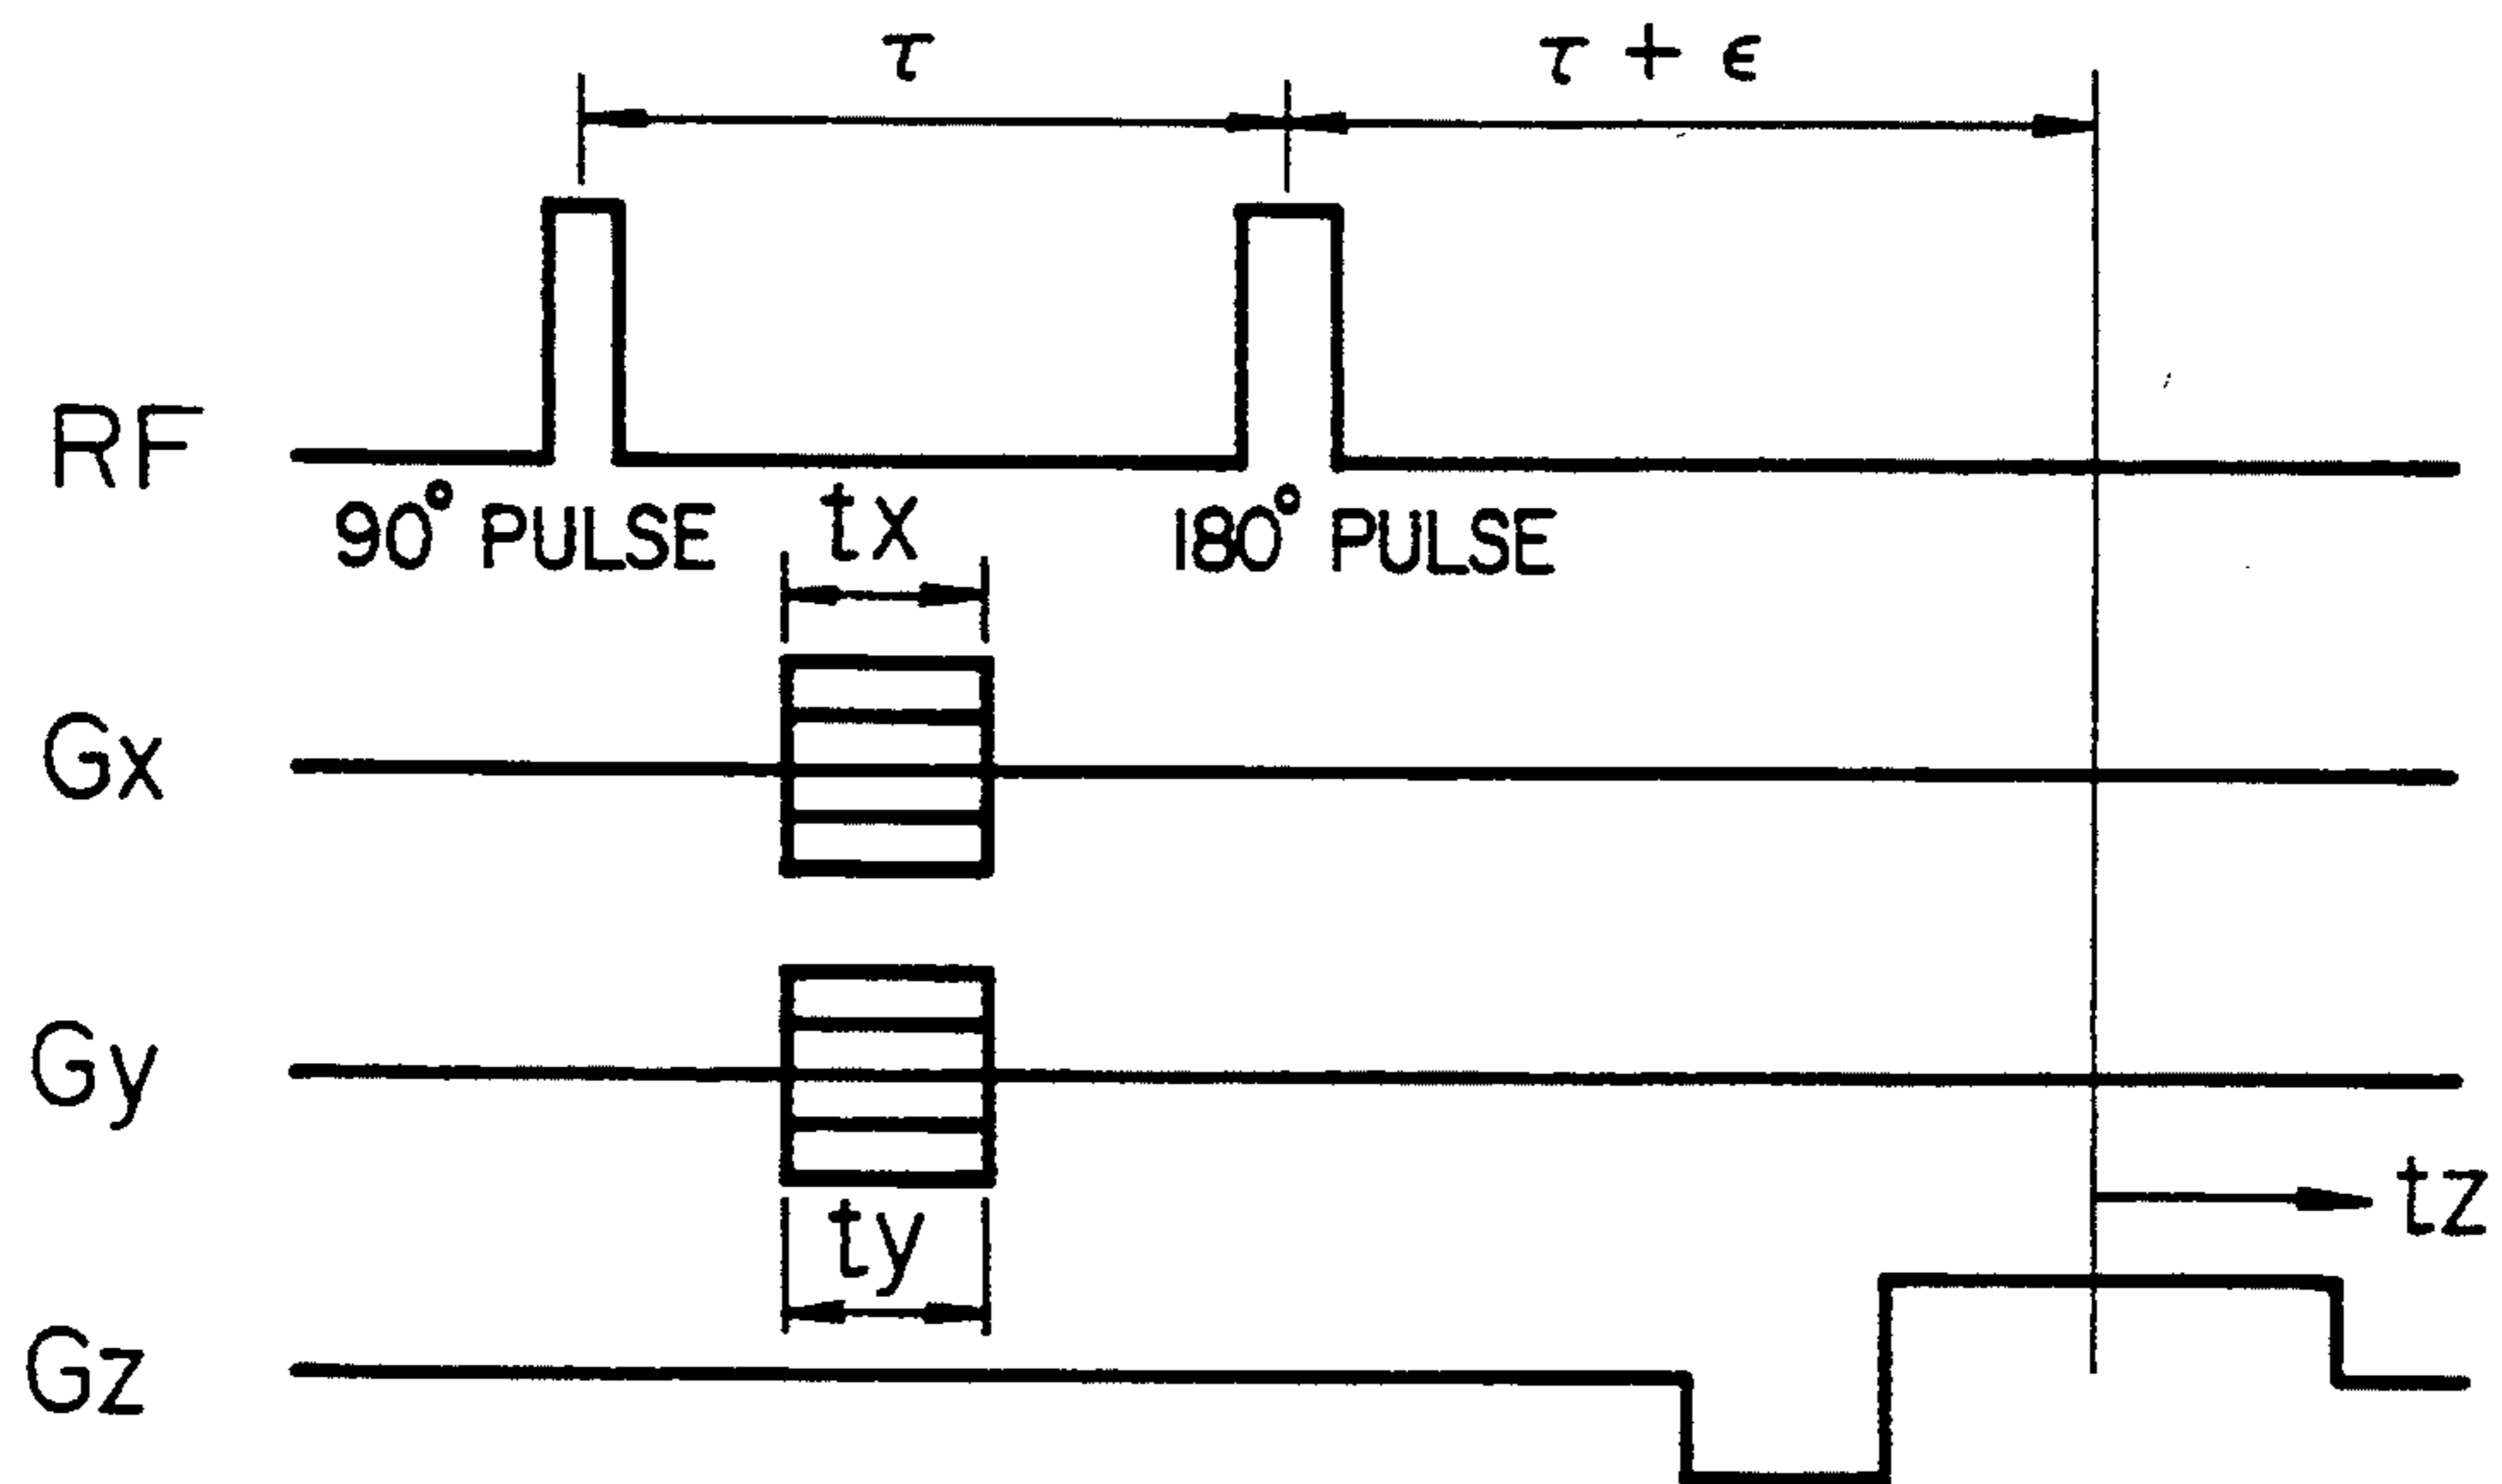 τ
τ + ϵ
RF
90° PULSE
tx
180° PULSE
Gx
Gy
tz
ty
Gz